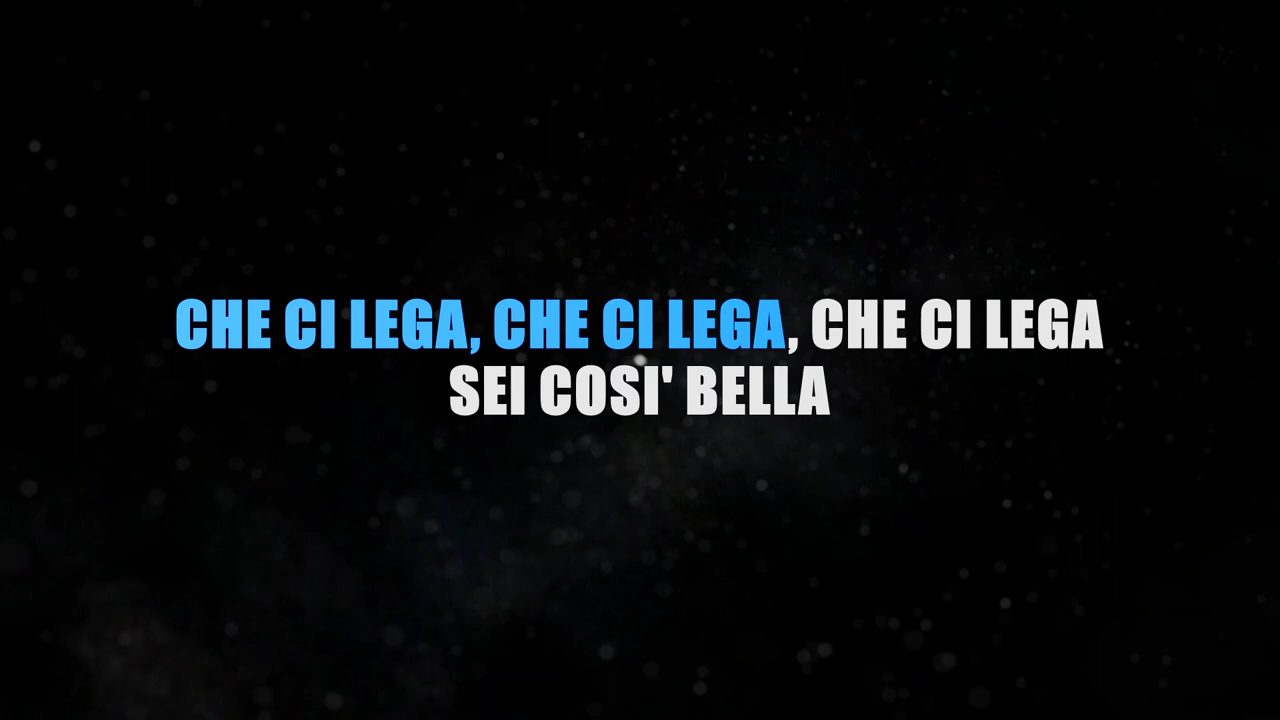 CHE CI LEGA, CHE CI LEGA, CHE CI LEGA
SEI COSI' BELLA